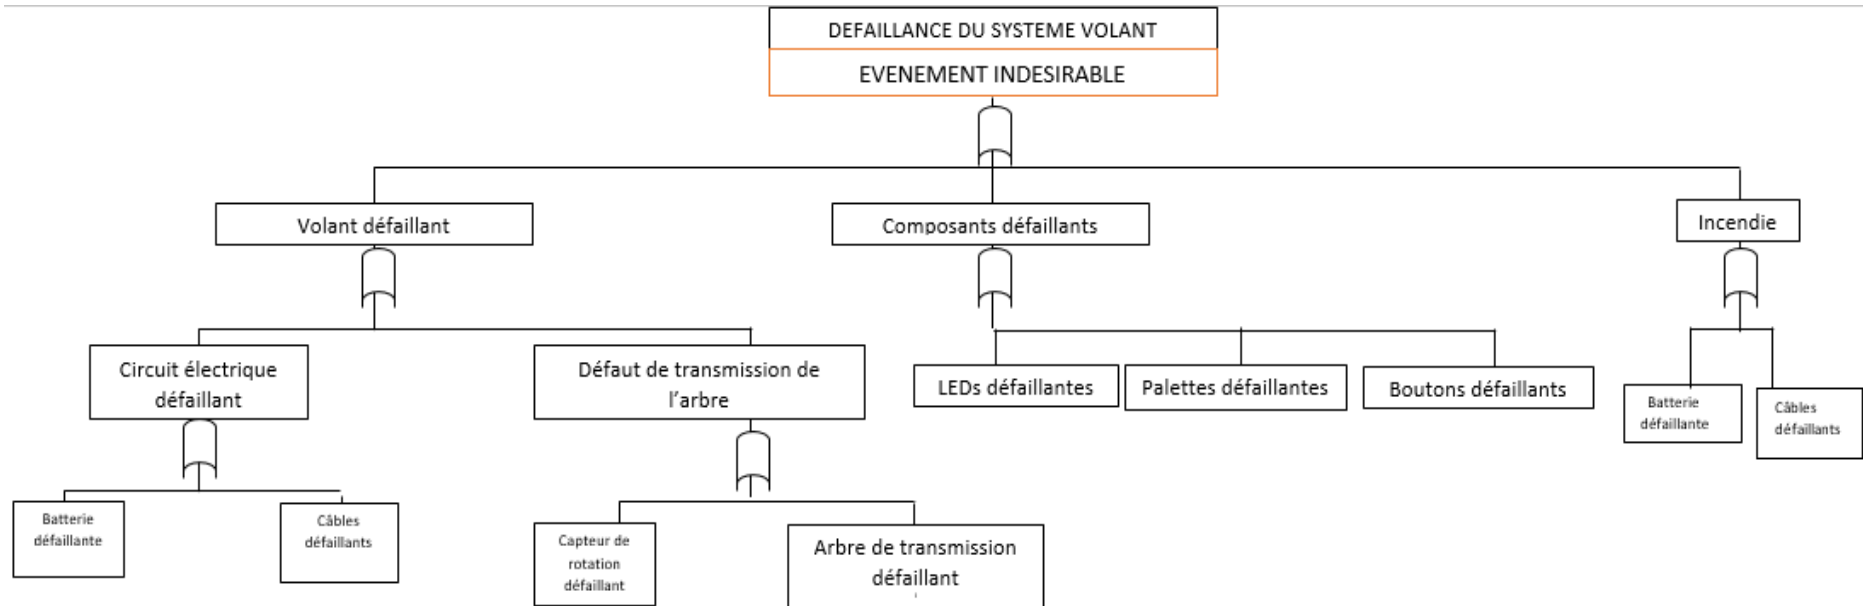 DEFAILLANCE DU SYSTEME VOLANT
EVENEMENT INDESIRABLE
Volant défaillant
Composants défaillants
Incendie
Circuit électrique
défaillant
Défaut de transmission de
l’arbre
LEDs défaillantes
Palettes défaillantes
Boutons défaillants
Batterie
défaillante
Câbles
défaillants
Batterie
défaillante
Câbles
défaillants
Capteur de
rotation
défaillant
Arbre de transmission
défaillant